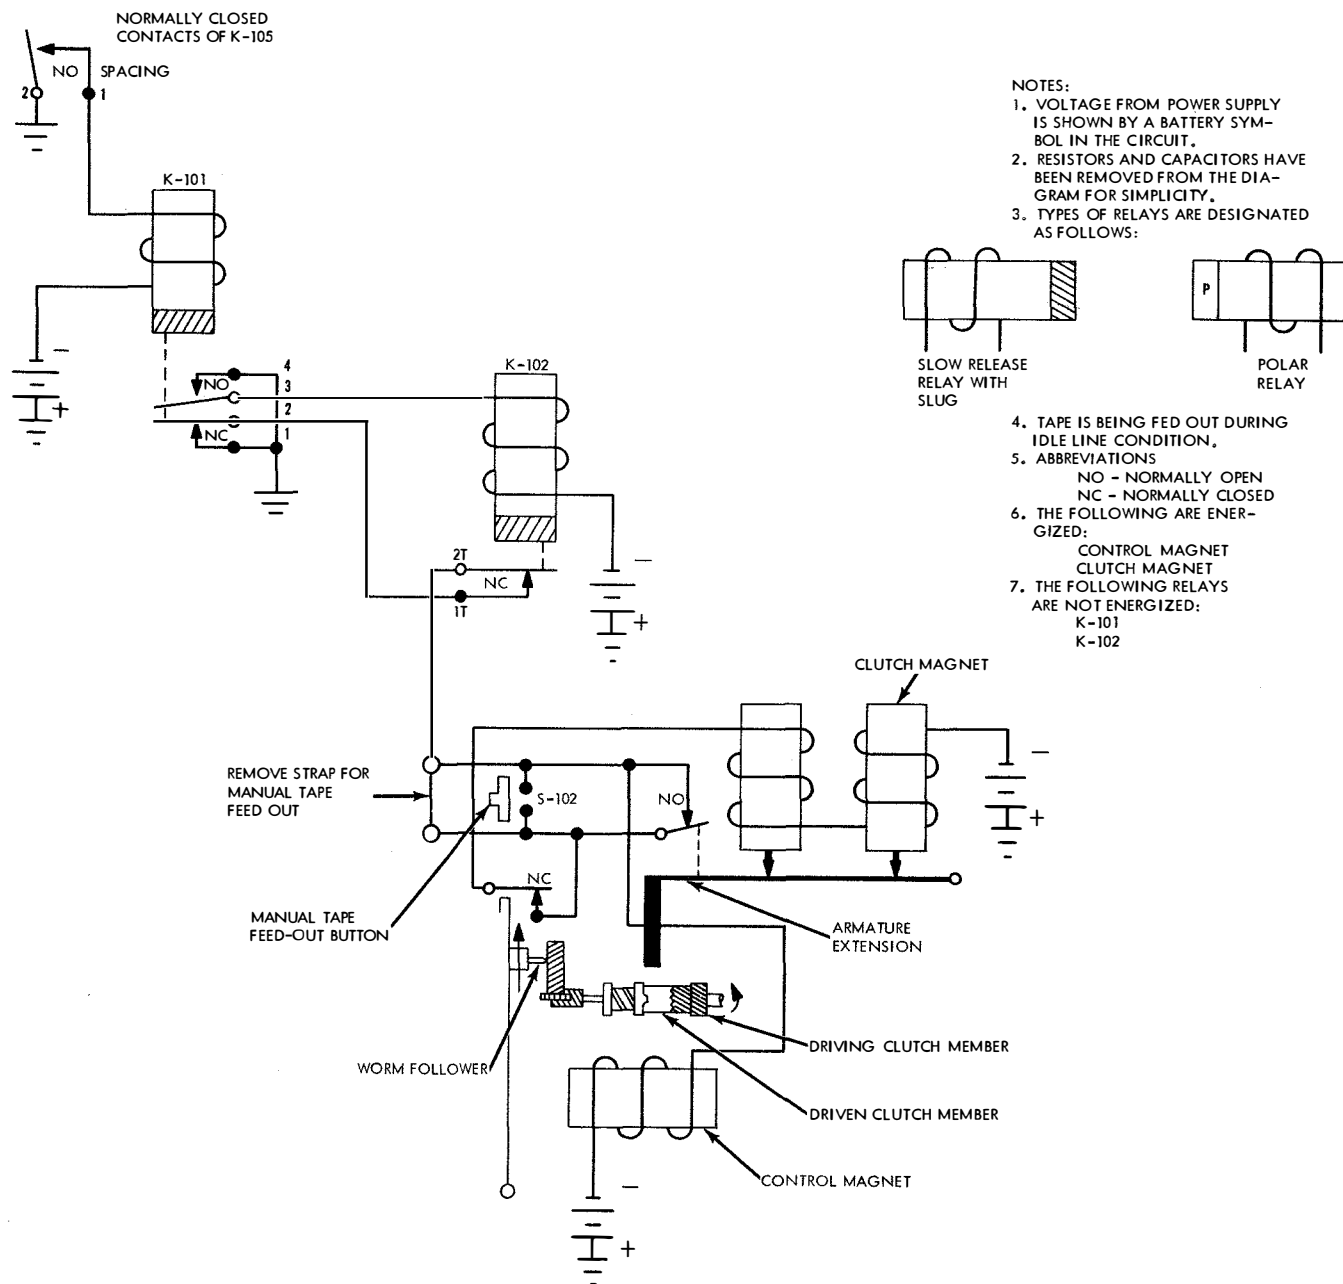 NORMALLY CLOSED
CONTACTS OF K-105
NO SPACING
2
1
K-101
−
+
4
NO
3
2
NC
1
K-102
2T
NC
1T
−
+
NOTES:
1. VOLTAGE FROM POWER SUPPLY
IS SHOWN BY A BATTERY SYM-
BOL IN THE CIRCUIT.
2. RESISTORS AND CAPACITORS HAVE
BEEN REMOVED FROM THE DIA-
GRAM FOR SIMPLICITY.
3. TYPES OF RELAYS ARE DESIGNATED
AS FOLLOWS:
P
SLOW RELEASE
RELAY WITH
SLUG
POLAR
RELAY
4. TAPE IS BEING FED OUT DURING
IDLE LINE CONDITION.
5. ABBREVIATIONS
NO - NORMALLY OPEN
NC - NORMALLY CLOSED
6. THE FOLLOWING ARE ENER-
GIZED:
CONTROL MAGNET
CLUTCH MAGNET
7. THE FOLLOWING RELAYS
ARE NOT ENERGIZED:
K-101
K-102
CLUTCH MAGNET
−
+
REMOVE STRAP FOR
MANUAL TAPE
FEED OUT
S-102
NO
NC
MANUAL TAPE
FEED-OUT BUTTON
ARMATURE
EXTENSION
WORM FOLLOWER
DRIVING CLUTCH MEMBER
DRIVEN CLUTCH MEMBER
CONTROL MAGNET
−
+